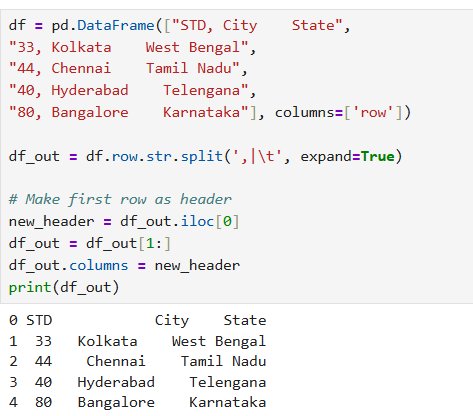 df = pd.DataFrame(["STD, City    State",
"33, Kolkata    West Bengal",
"44, Chennai    Tamil Nadu",
"40, Hyderabad    Telengana",
"80, Bangalore    Karnataka"], columns=['row'])
df_out = df.row.str.split(',|\t', expand=True)
# Make first row as header
new_header = df_out.iloc[0]
df_out = df_out[1:]
df_out.columns = new_header
print(df_out)
0 STD            City    State
1  33   Kolkata    West Bengal
2  44    Chennai    Tamil Nadu
3  40   Hyderabad    Telengana
4  80   Bangalore    Karnataka